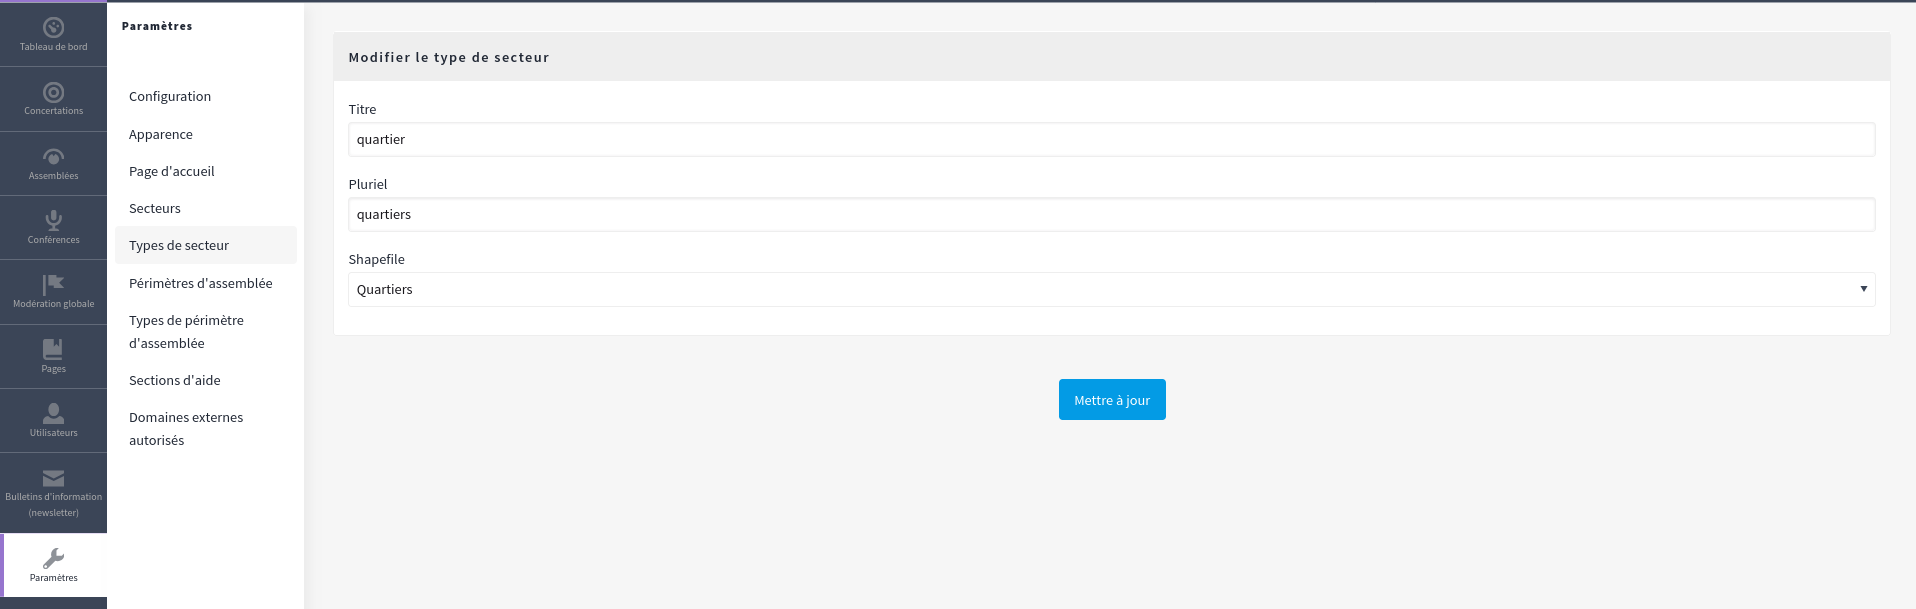 Tableau de bord
Concertations
Assemblées
Conférences
Modération globale
Pages
Utilisateurs
Bulletins d'information
(newsletter)
Paramètres
Paramètres
Configuration
Apparence
Page d'accueil
Secteurs
Types de secteur
Périmètres d'assemblée
Types de périmètre
d'assemblée
Sections d'aide
Domaines externes
autorisés
Modifier le type de secteur
Titre
quartier
Pluriel
quartiers
Shapefile
Quartiers
Mettre à jour